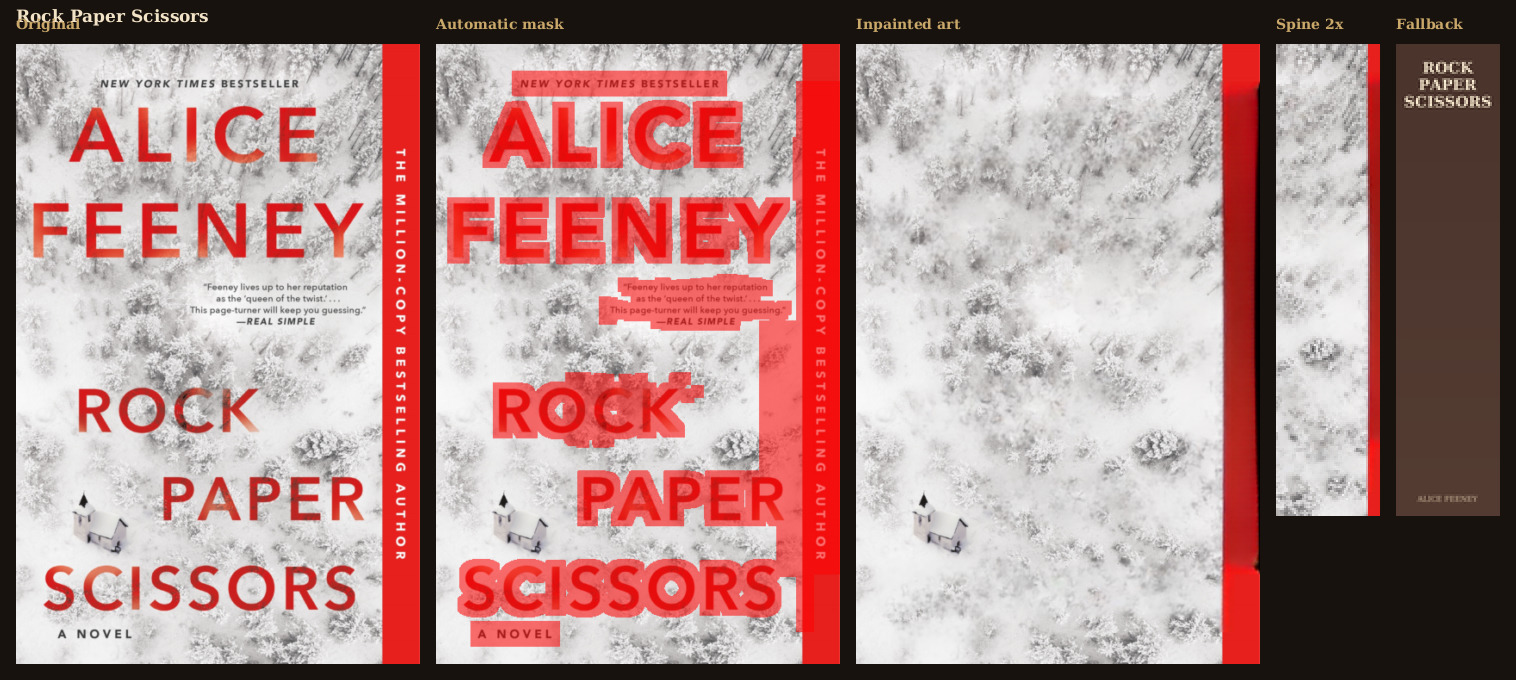 Rock Paper Scissors
Original
Automatic mask
Inpainted art
Spine 2x
Fallback
NEW YORK TIMES BESTSELLER
ALICE
FEENEY
"Feeney lives up to her reputation
as the 'queen of the twist.' . . .
This page-turner will keep you guessing."
—REAL SIMPLE
ROCK
PAPER
SCISSORS
A NOVEL
THE MILLION-COPY BESTSELLING AUTHOR
NEW YORK TIMES BESTSELLER
ALICE
FEENEY
"Feeney lives up to her reputation
as the 'queen of the twist.' . . .
This page-turner will keep you guessing."
—REAL SIMPLE
ROCK
PAPER
SCISSORS
A NOVEL
THE MILLION-COPY BESTSELLING AUTHOR
ROCK
PAPER
SCISSORS
ALICE FEENEY